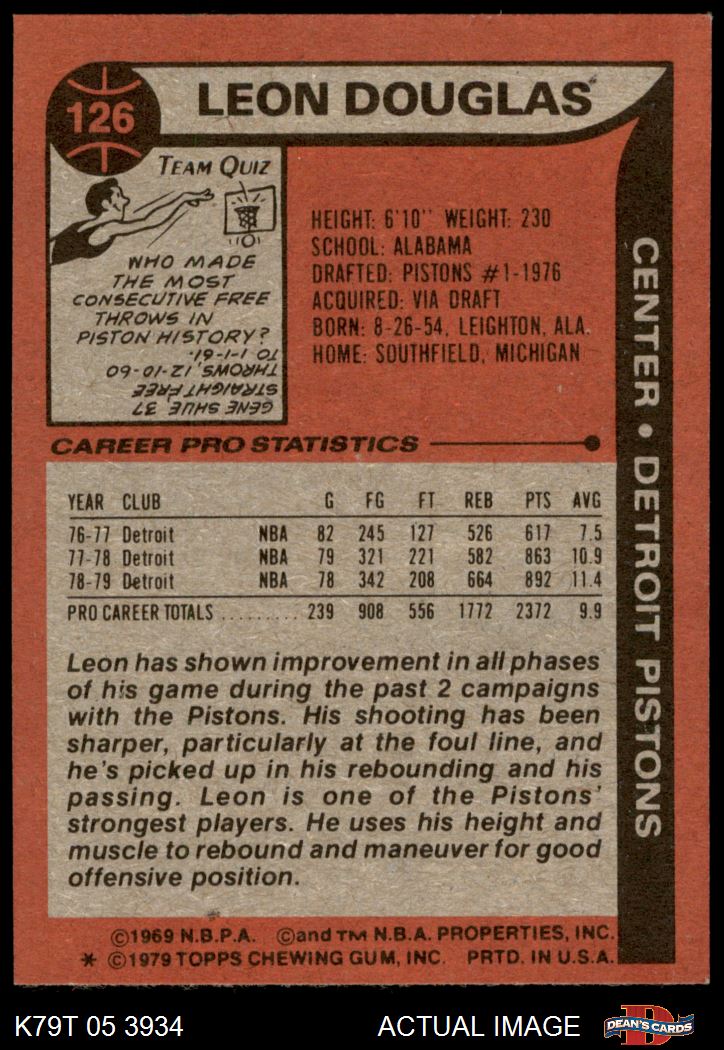 126
LEON DOUGLAS
TEAM QUIZ
WHO MADE
THE MOST
CONSECUTIVE FREE
THROWS IN
PISTON HISTORY?
GENE SHUE, 37
STRAIGHT FREE
THROWS, 12-10-60
TO 1-1-61.
HEIGHT: 6'10" WEIGHT: 230
SCHOOL: ALABAMA
DRAFTED: PISTONS #1-1976
ACQUIRED: VIA DRAFT
BORN: 8-26-54, LEIGHTON, ALA.
HOME: SOUTHFIELD, MICHIGAN
CENTER • DETROIT PISTONS
CAREER PRO STATISTICS
YEAR CLUB G FG FT REB PTS AVG
76-77 Detroit NBA 82 245 127 526 617 7.5
77-78 Detroit NBA 79 321 221 582 863 10.9
78-79 Detroit NBA 78 342 208 664 892 11.4
PRO CAREER TOTALS ......... 239 908 556 1772 2372 9.9
Leon has shown improvement in all phases
of his game during the past 2 campaigns
with the Pistons. His shooting has been
sharper, particularly at the foul line, and
he's picked up in his rebounding and his
passing. Leon is one of the Pistons'
strongest players. He uses his height and
muscle to rebound and maneuver for good
offensive position.
©1969 N.B.P.A. ©and TM N.B.A. PROPERTIES, INC.
* ©1979 TOPPS CHEWING GUM, INC. PRTD. IN U.S.A.
K79T 05 3934 ACTUAL IMAGE
D
DEAN'S CARDS